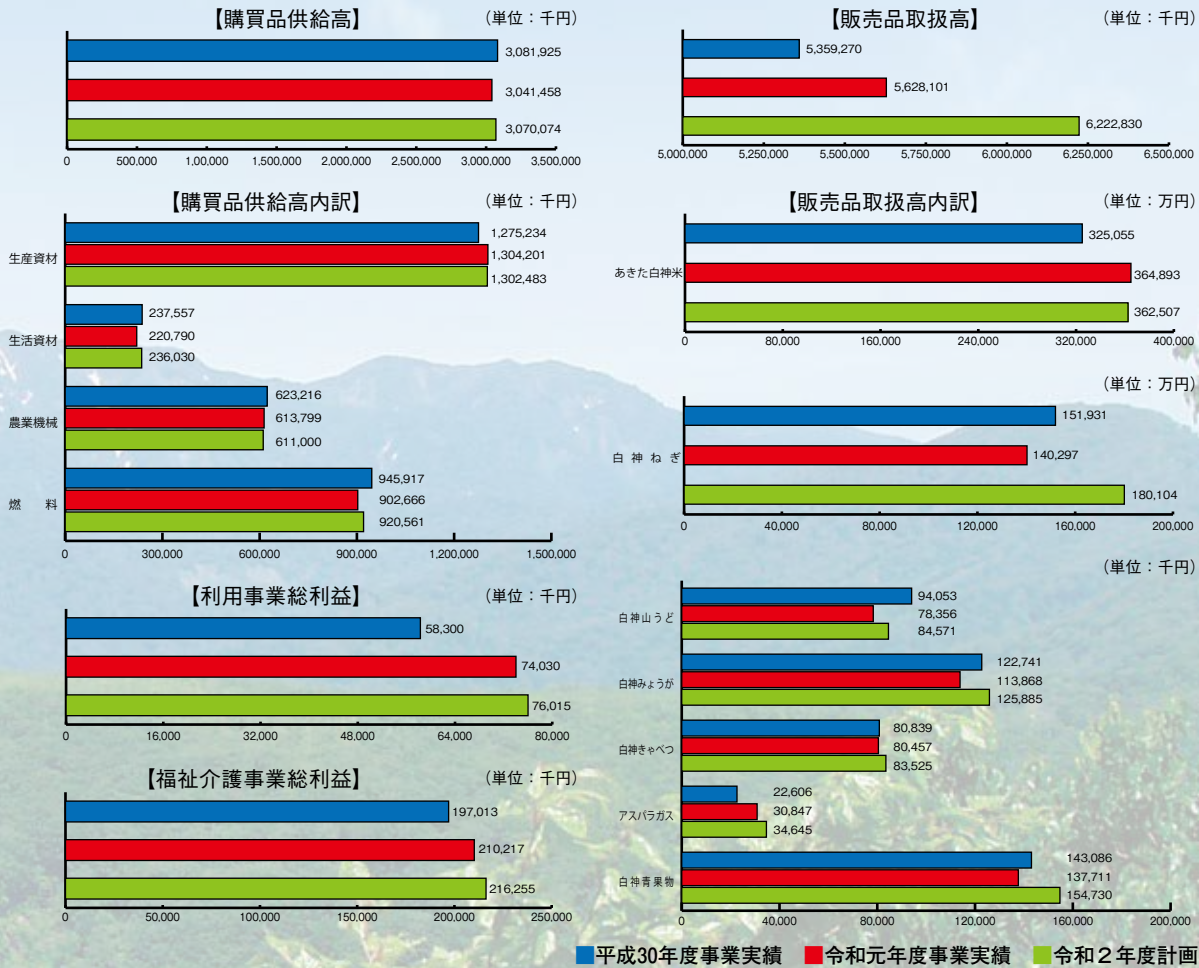 【購買品供給高】 (単位：千円)
3,081,925
3,041,458
3,070,074
0 500,000 1,00,000 1,500,000 2,000,000 2,500,000 3,000,000 3,500,000
【購買品供給高内訳】 (単位：千円)
生産資材
1,275,234
1,304,201
1,302,483
生活資材
237,557
220,790
236,030
農業機械
623,216
613,799
611,000
燃　料
945,917
902,666
920,561
0 300,000 600,000 900,000 1,200,000 1,500,000
【利用事業総利益】 (単位：千円)
58,300
74,030
76,015
0 16,000 32,000 48,000 64,000 80,000
【福祉介護事業総利益】 (単位：千円)
197,013
210,217
216,255
0 50,000 100,000 150,000 200,000 250,000
【販売品取扱高】 (単位：千円)
5,359,270
5,628,101
6,222,830
5,0000,000 5,250,000 5,500,000 5,750,000 6,000,000 6,250,000 6,500,000
【販売品取扱高内訳】 (単位：万円)
あきた白神米
325,055
364,893
362,507
0 80,000 160,000 240,000 320,000 400,000
(単位：万円)
白神ねぎ
151,931
140,297
180,104
0 40,000 80,000 120,000 160,000 200,000
(単位：千円)
白神山うど
94,053
78,356
84,571
白神みょうが
122,741
113,868
125,885
白神きゃべつ
80,839
80,457
83,525
アスパラガス
22,606
30,847
34,645
白神青果物
143,086
137,711
154,730
0 40,000 80,000 120,000 160,000 200,000
平成30年度事業実績 令和元年度事業実績 令和２年度計画